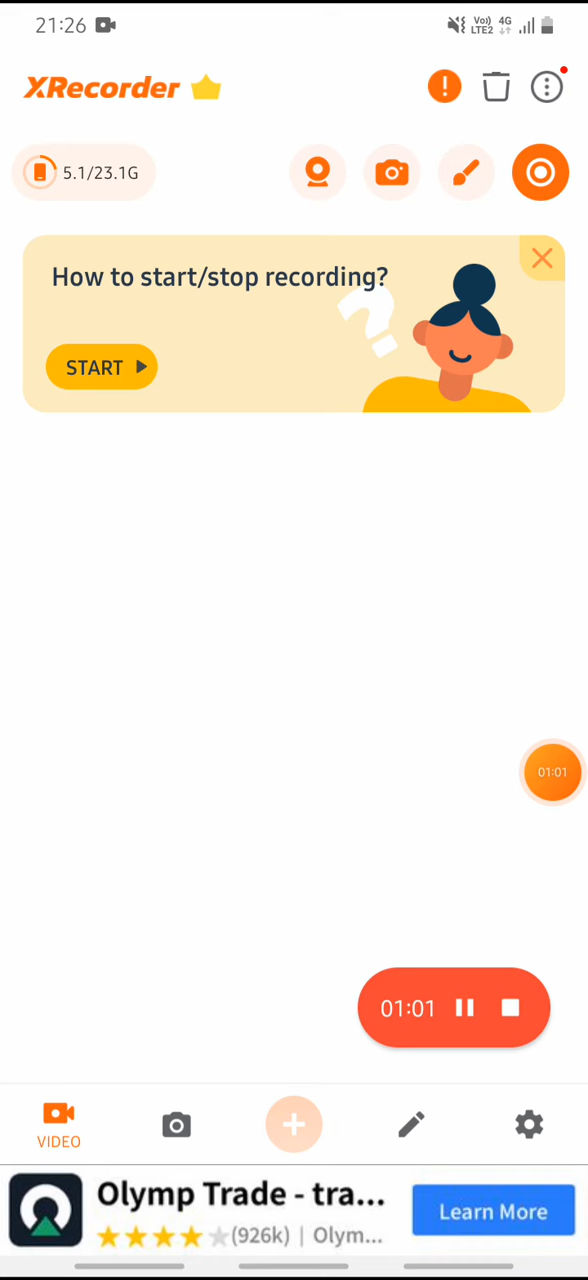 21:26
Vo)) 4G
LTE2
XRecorder
!
5.1/23.1G
How to start/stop recording?
?
START
01:01
01:01
VIDEO
Olymp Trade - tra...
(926k) | Olym...
Learn More